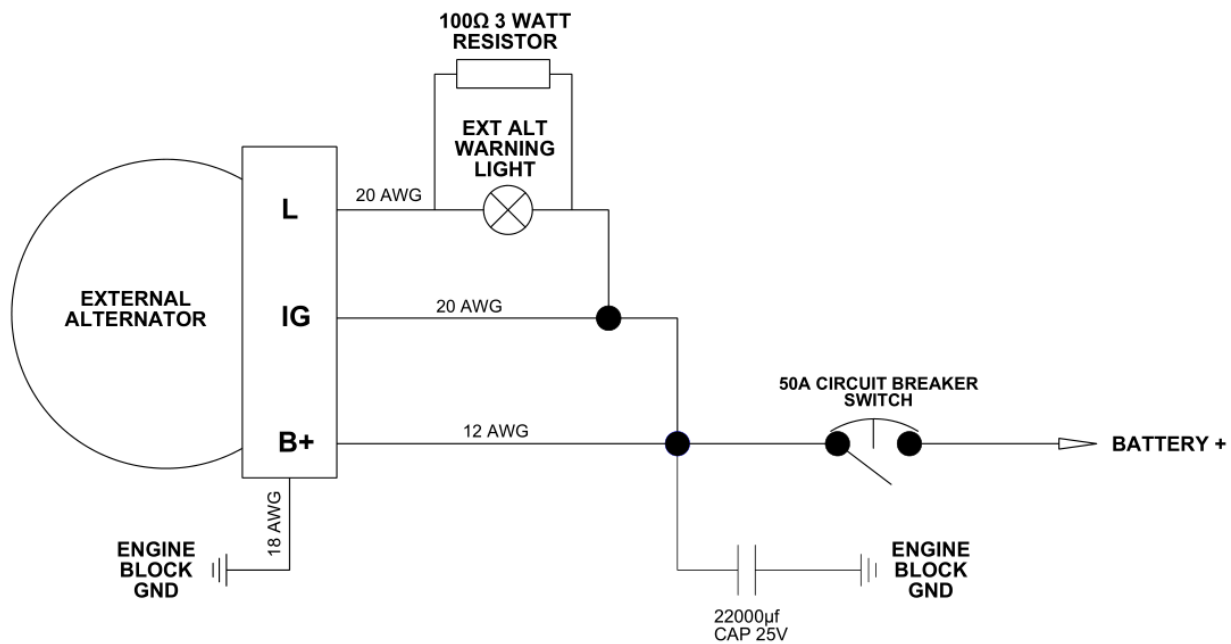 100Ω 3 WATT
RESISTOR
EXT ALT
WARNING
LIGHT
20 AWG
L
EXTERNAL
ALTERNATOR
IG
20 AWG
50A CIRCUIT BREAKER
SWITCH
B+
12 AWG
BATTERY +
18 AWG
ENGINE
BLOCK
GND
ENGINE
BLOCK
GND
22000µf
CAP 25V